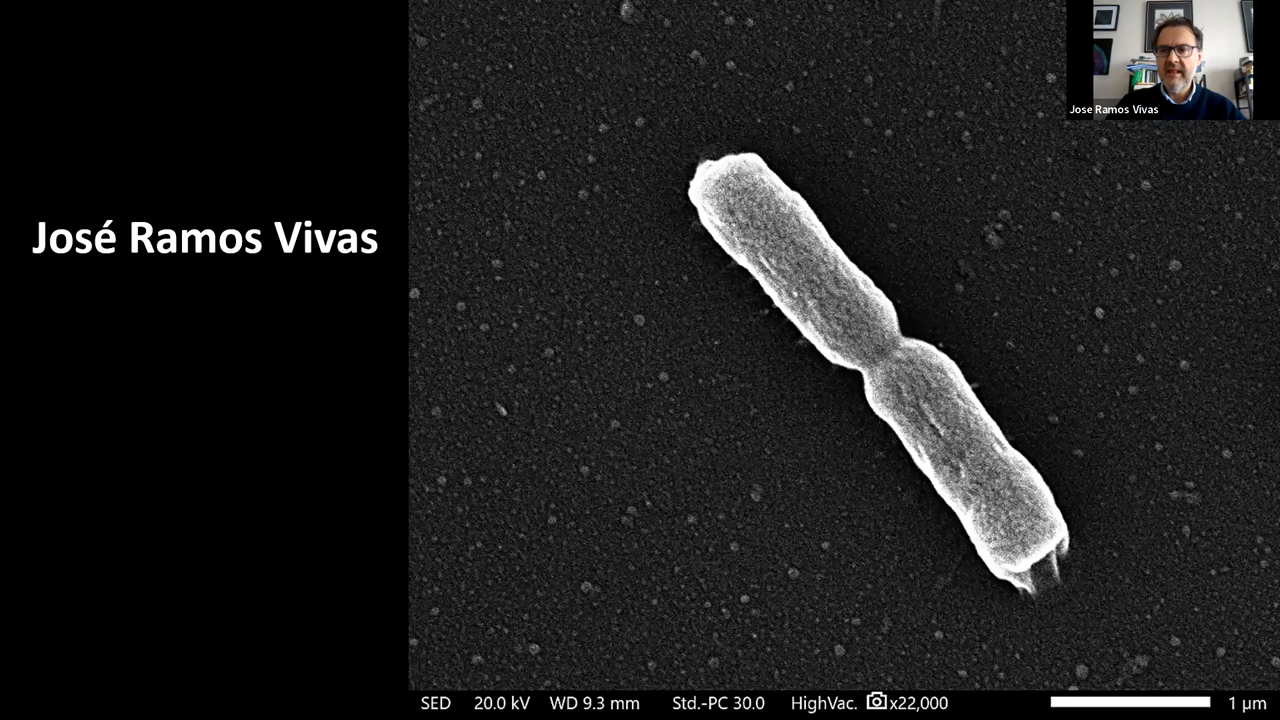 José Ramos Vivas
Jose Ramos Vivas
SED 20.0 kV WD 9.3 mm Std.-PC 30.0 HighVac. x22,000 1 µm